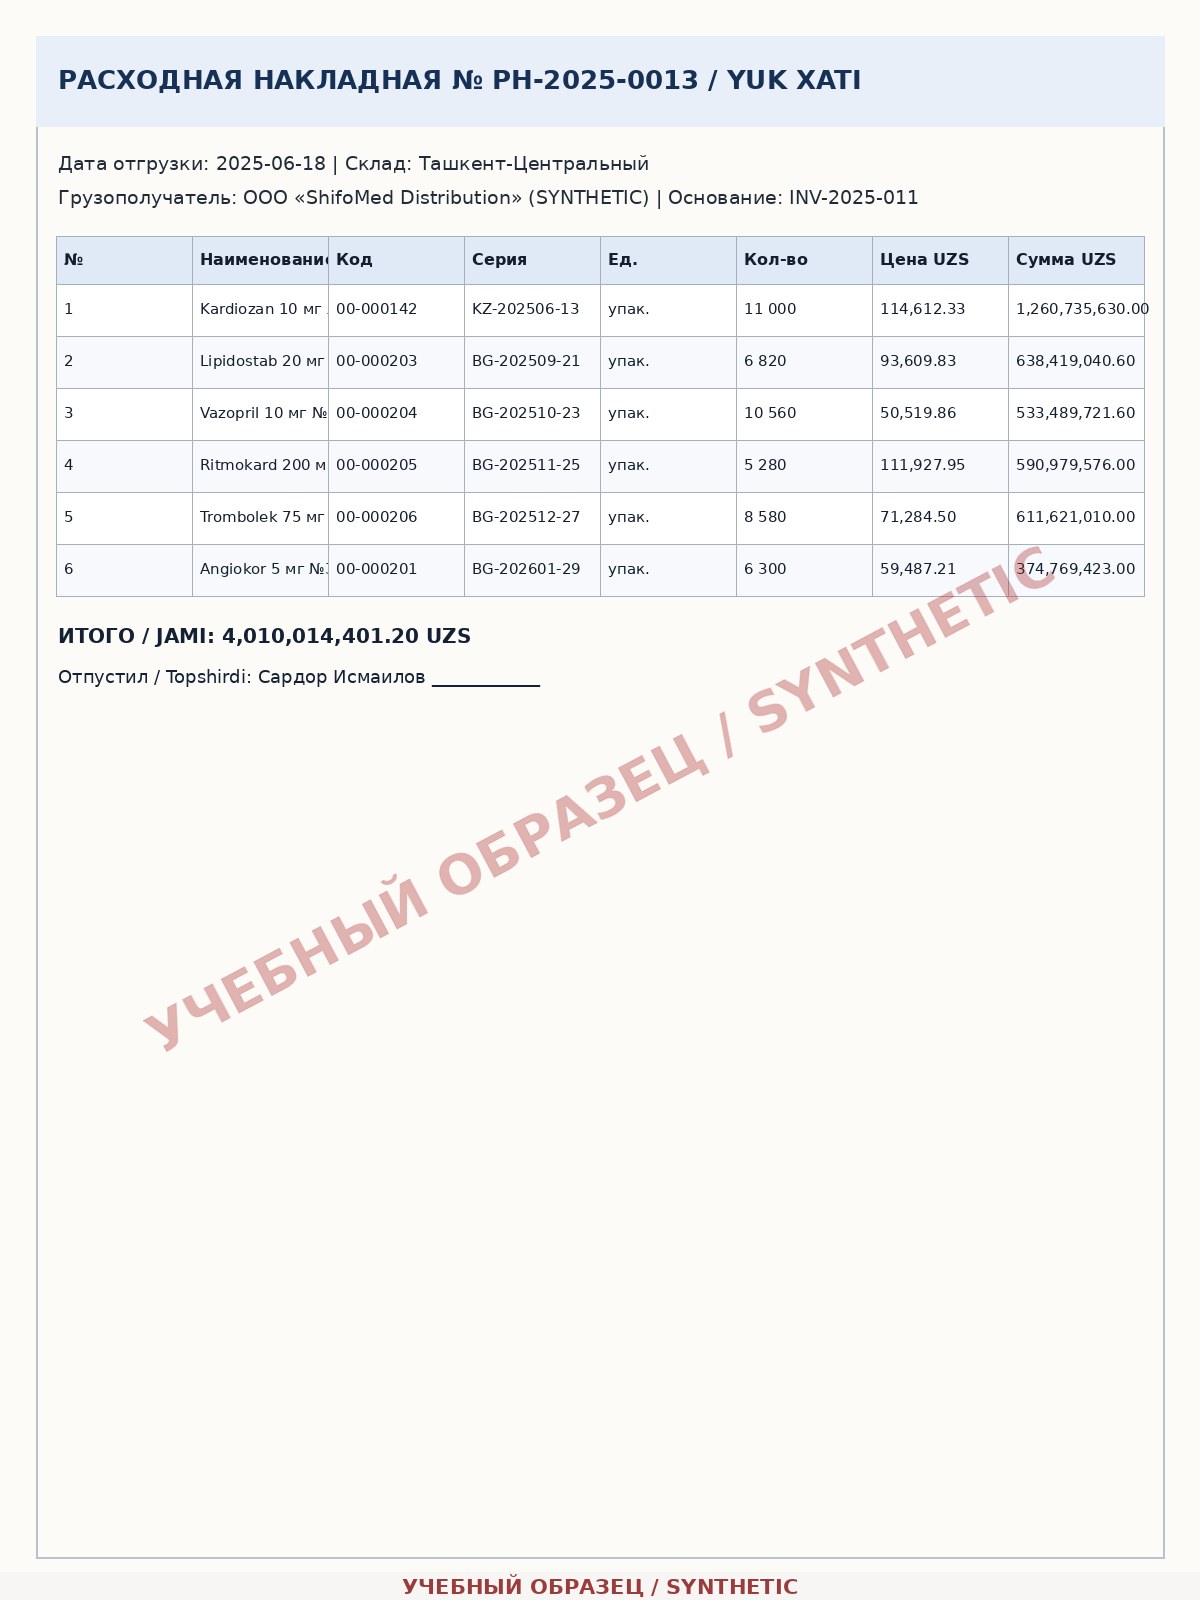 РАСХОДНАЯ НАКЛАДНАЯ № РН-2025-0013 / YUK XATI
Дата отгрузки: 2025-06-18 | Склад: Ташкент-Центральный
Грузополучатель: ООО «ShifoMed Distribution» (SYNTHETIC) | Основание: INV-2025-011
№ Наименование Код Серия Ед. Кол-во Цена UZS Сумма UZS
1 Kardiozan 10 мг 00-000142 KZ-202506-13 упак. 11 000 114,612.33 1,260,735,630.00
2 Lipidostab 20 мг 00-000203 BG-202509-21 упак. 6 820 93,609.83 638,419,040.60
3 Vazopril 10 мг № 00-000204 BG-202510-23 упак. 10 560 50,519.86 533,489,721.60
4 Ritmokard 200 м 00-000205 BG-202511-25 упак. 5 280 111,927.95 590,979,576.00
5 Trombolek 75 мг 00-000206 BG-202512-27 упак. 8 580 71,284.50 611,621,010.00
6 Angiokor 5 мг № 00-000201 BG-202601-29 упак. 6 300 59,487.21 374,769,423.00
ИТОГО / JAMI: 4,010,014,401.20 UZS
Отпустил / Topshirdi: Сардор Исмаилов ____________
УЧЕБНЫЙ ОБРАЗЕЦ / SYNTHETIC
УЧЕБНЫЙ ОБРАЗЕЦ / SYNTHETIC